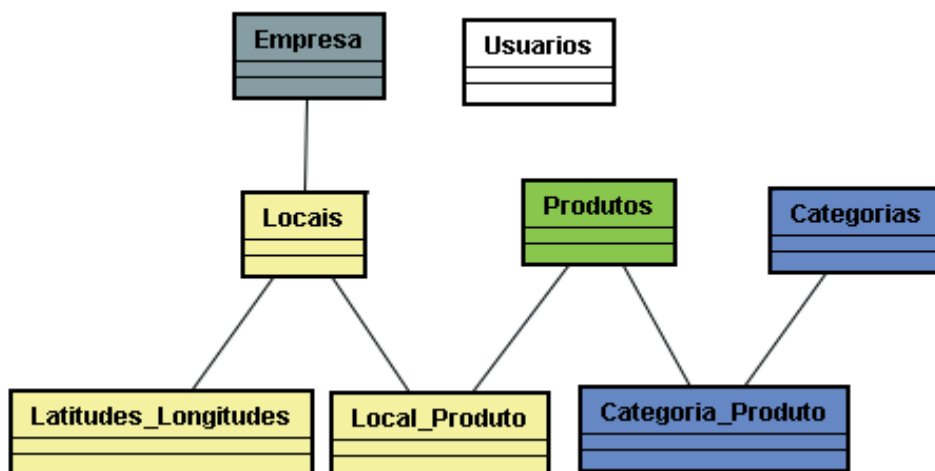 Empresa
Usuarios
Locais
Produtos
Categorias
Latitudes_Longitudes
Local_Produto
Categoria_Produto